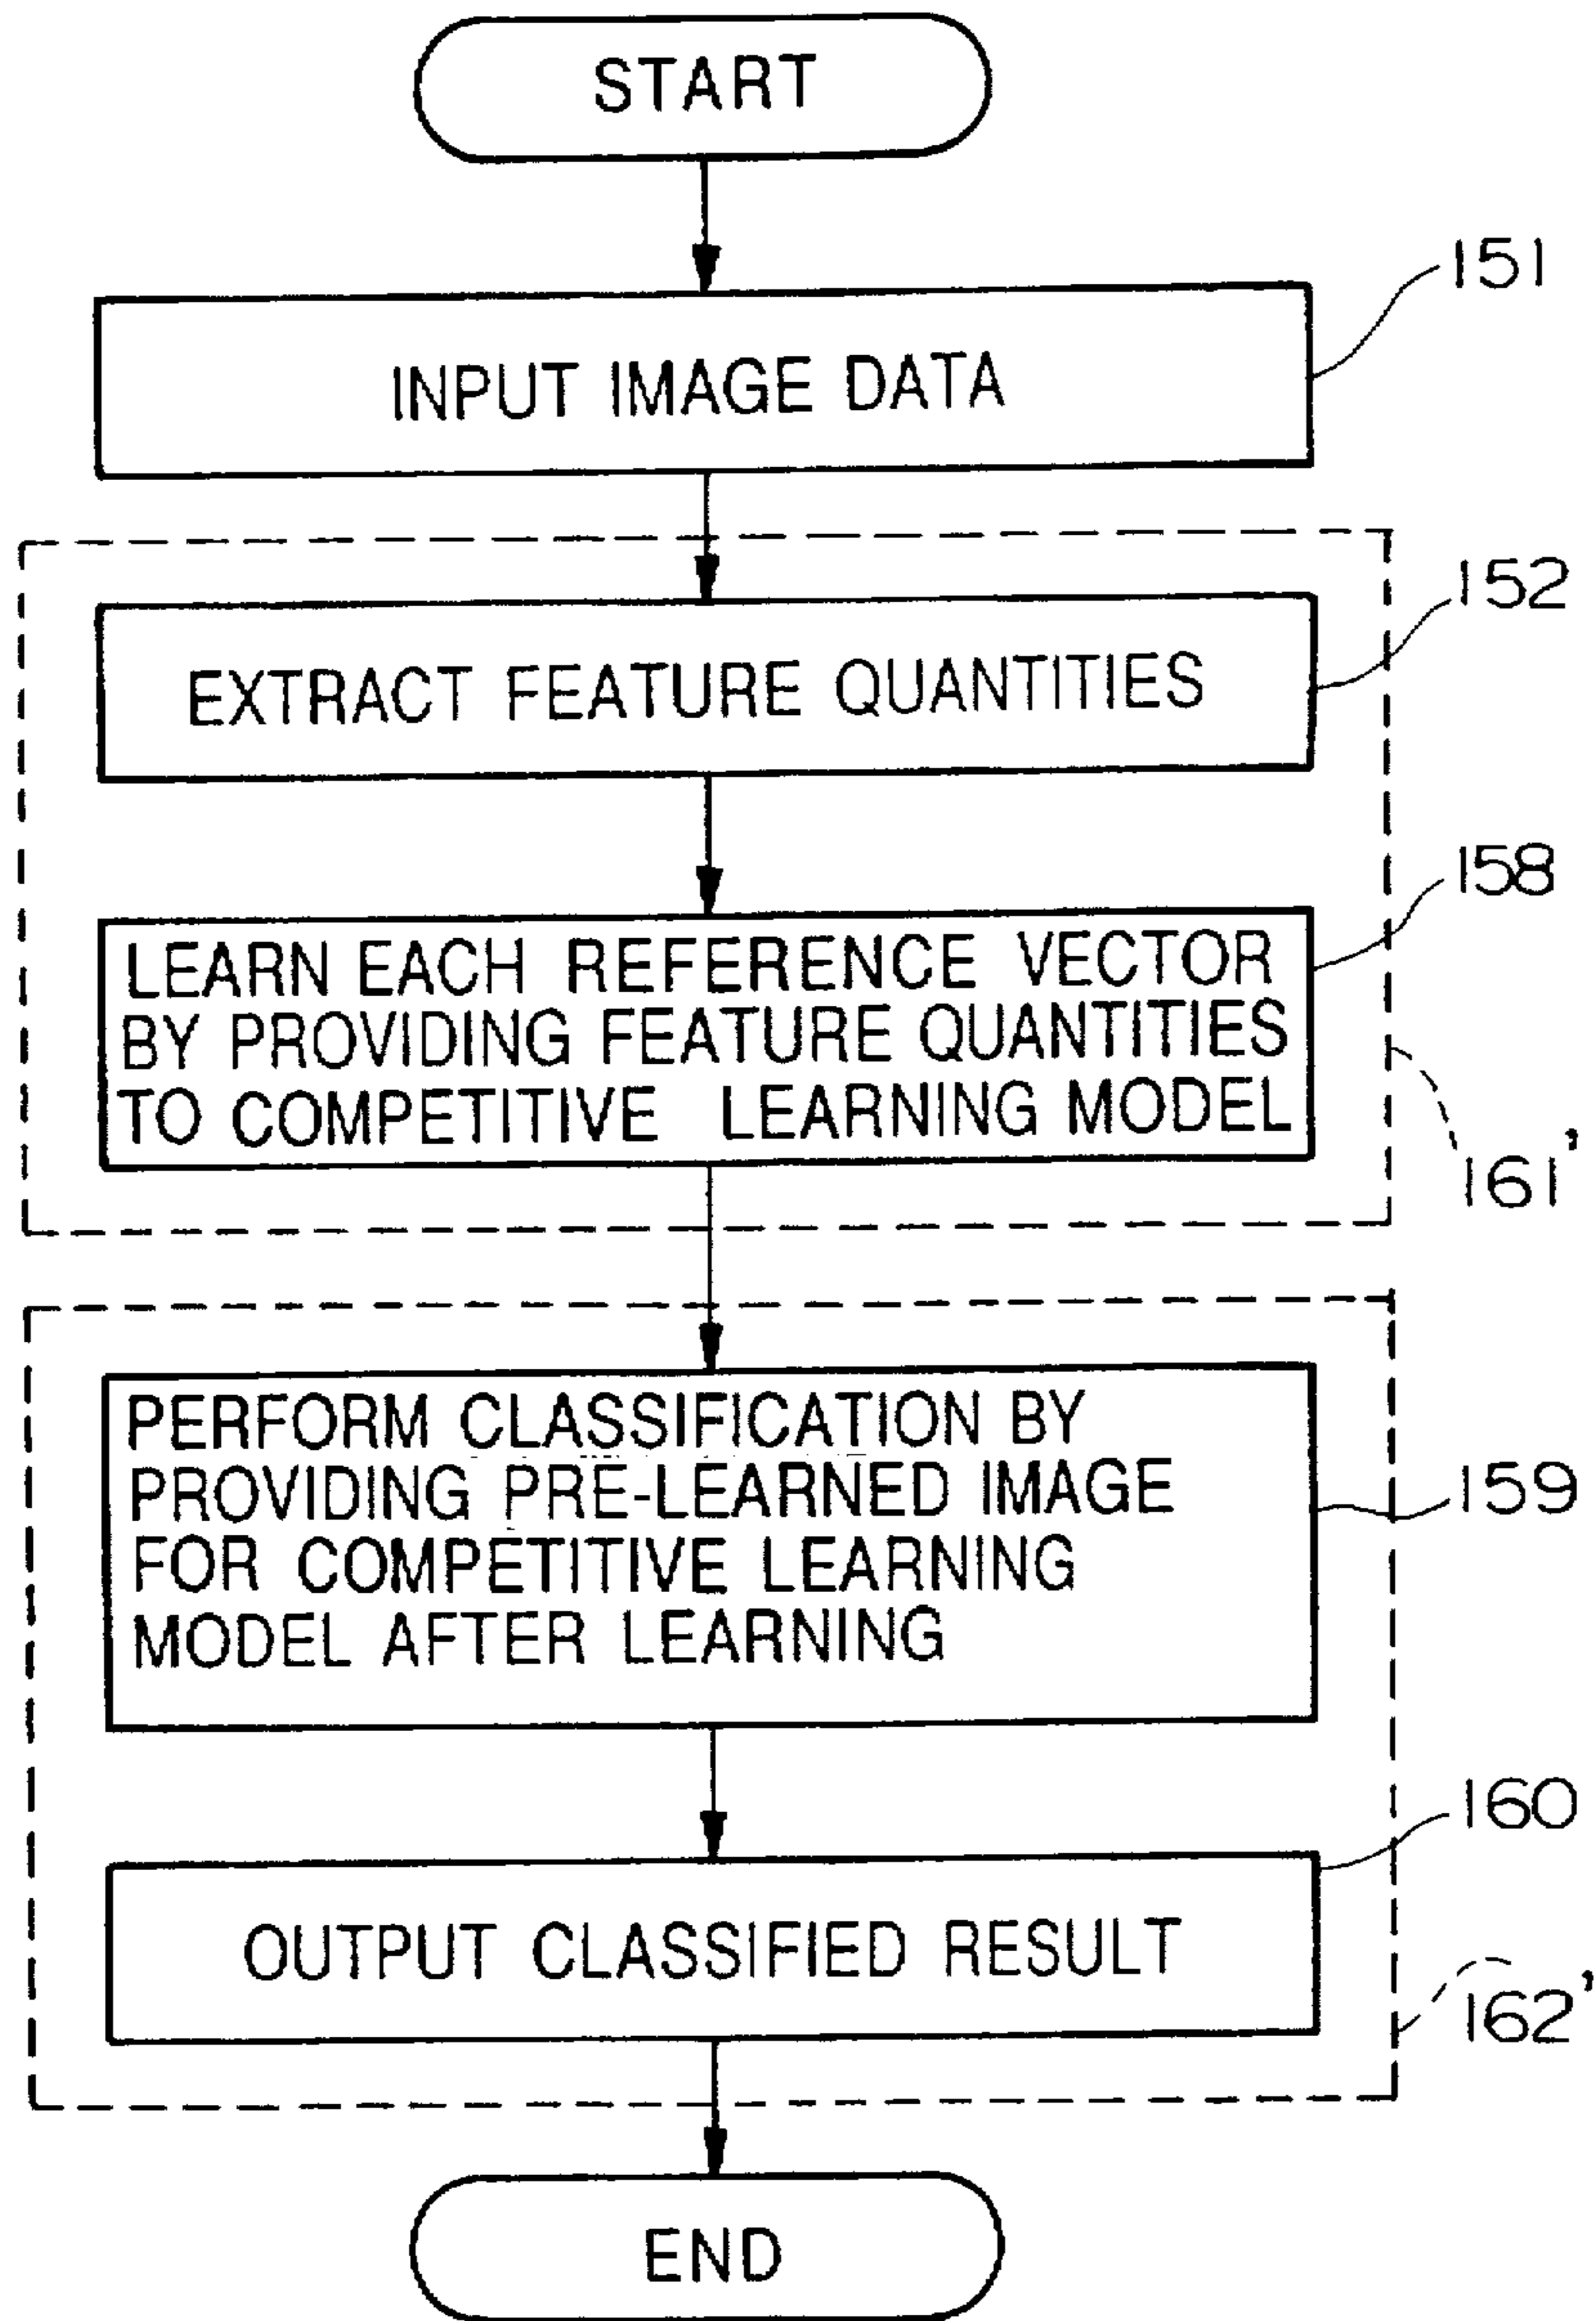 START
151
INPUT IMAGE DATA
152
EXTRACT FEATURE QUANTITIES
158
LEARN EACH REFERENCE VECTOR
BY PROVIDING FEATURE QUANTITIES
TO COMPETITIVE LEARNING MODEL
161'
PERFORM CLASSIFICATION BY
PROVIDING PRE-LEARNED IMAGE
FOR COMPETITIVE LEARNING
MODEL AFTER LEARNING
159
160
OUTPUT CLASSIFIED RESULT
162'
END